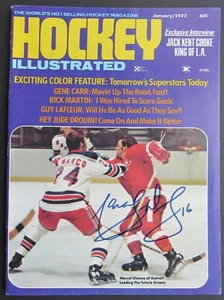 THE WORLD'S NO.1 SELLING HOCKEY MAGAZINE
January/1973 60¢
HOCKEY
ILLUSTRATED
Exclusive Interview
JACK KENT COOKE
KING OF L.A.
EXCITING COLOR FEATURE: Tomorrow's Superstars Today
GENE CARR: Movin' Up The Road, Fast!
RICK MARTIN: 'I Was Hired To Score Goals'
GUY LAFLEUR: Will He Be As Good As They Say?
HEY JUDE DROUIN! Come On And Make It Better
24
16
Marcel Dionne of Detroit
Leading The Future Greats